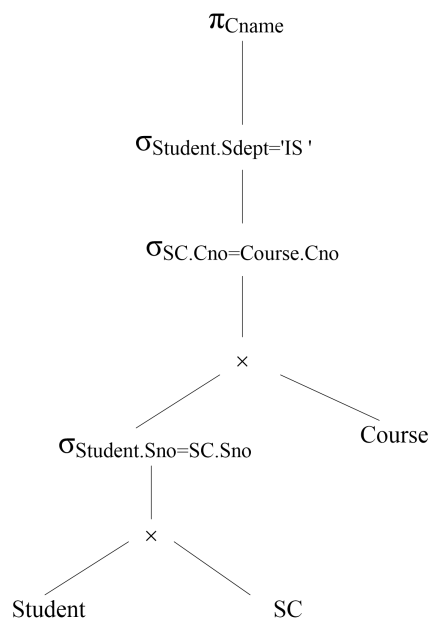 πCname
σStudent.Sdept='IS '
σSC.Cno=Course.Cno
×
Course
σStudent.Sno=SC.Sno
×
Student SC